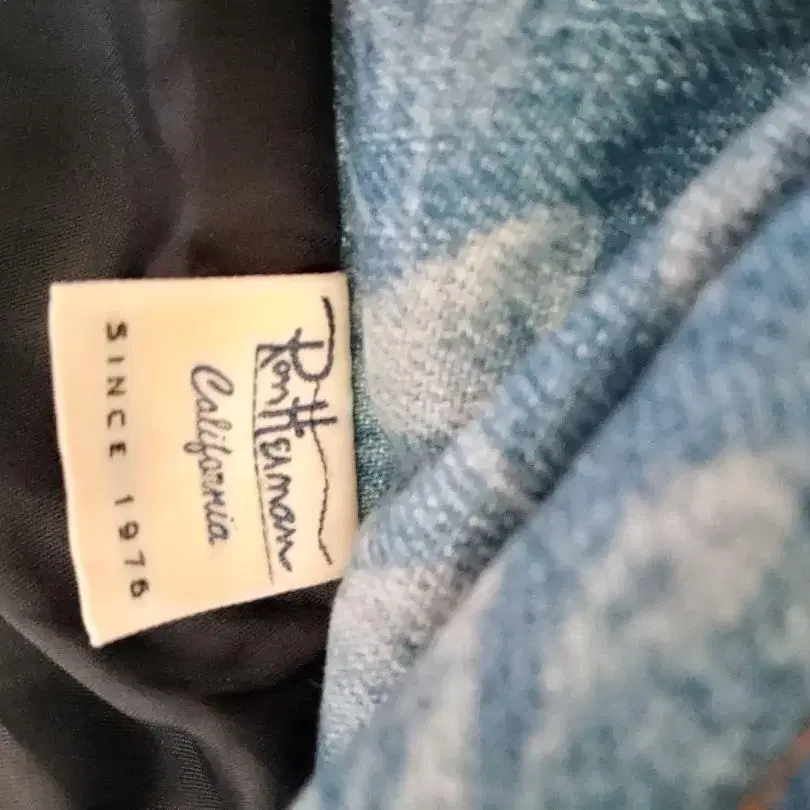 Ron Herman
California
SINCE 1976